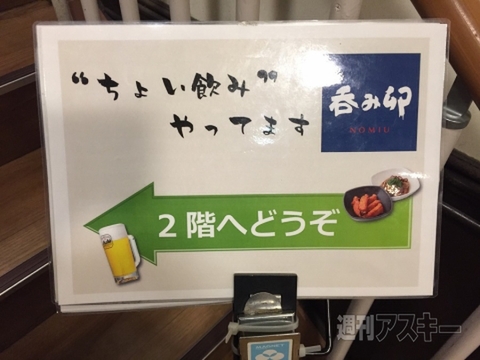 “ちょい飲み”
やってます
呑み卯
NOMIU
2階へどうぞ
週刊アスキー